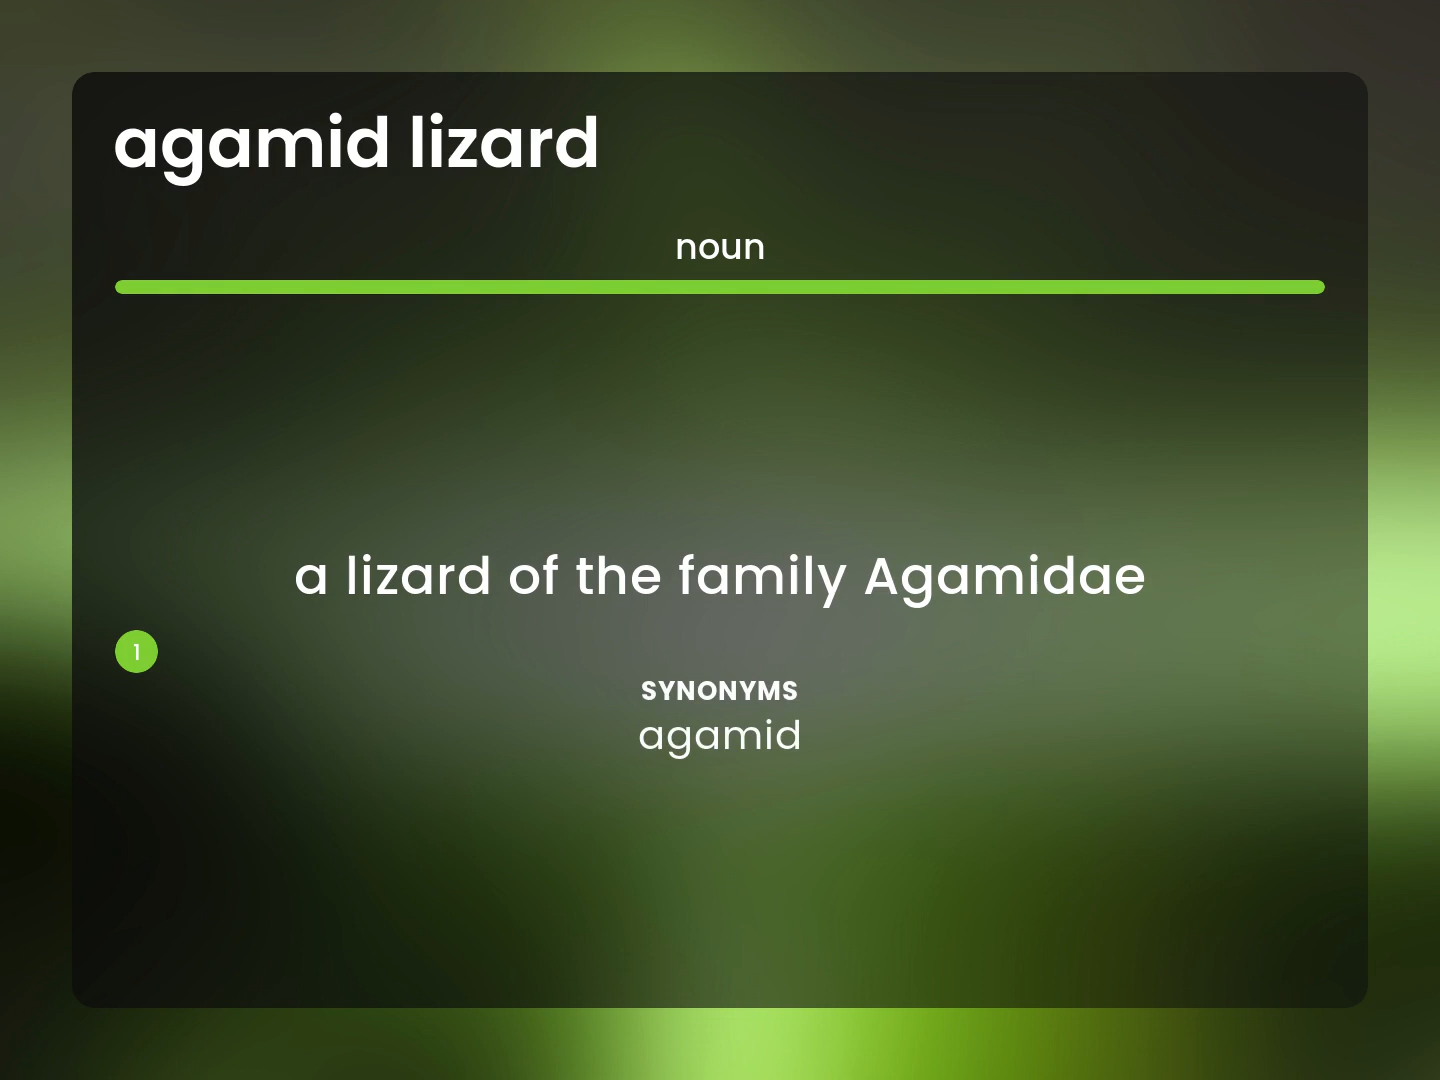 agamid lizard
noun
a lizard of the family Agamidae
1
SYNONYMS
agamid